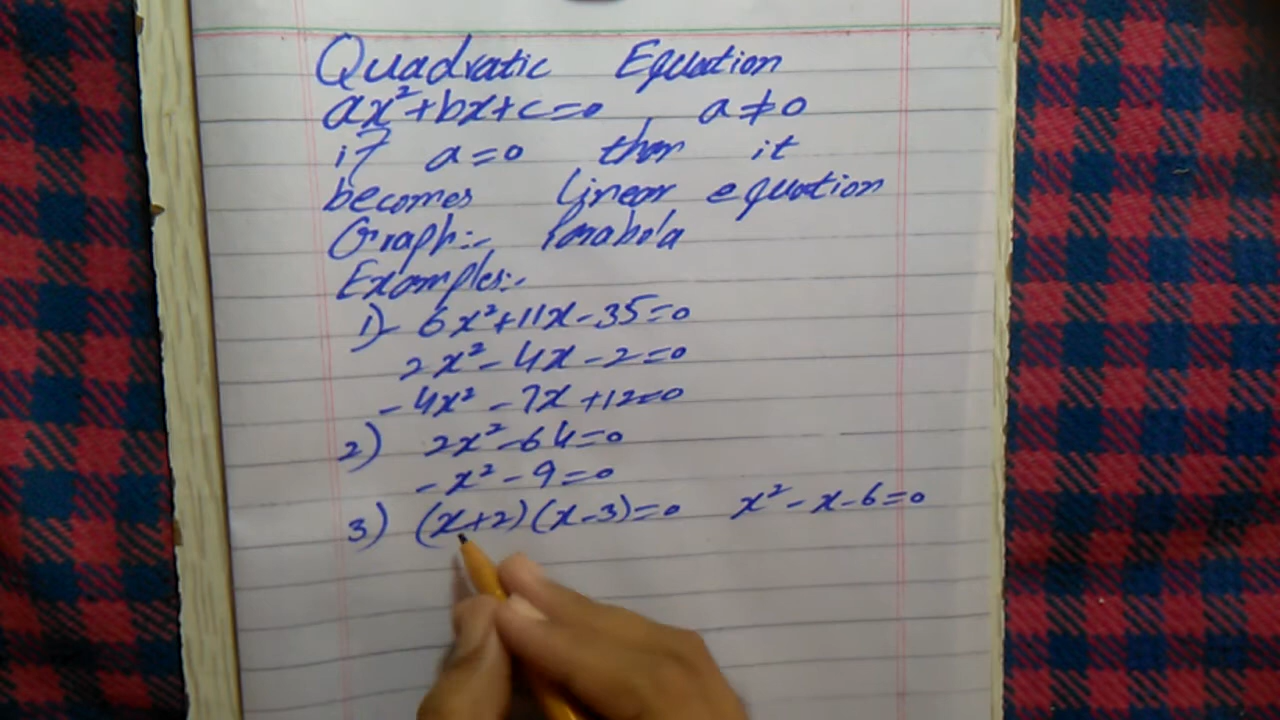 Quadratic Equation
ax²+bx+c=0 a≠0
if a=0 then it
becomes linear equation
Graph:- Parabola
Examples:-
1)- 6x²+11x-35=0
2x²-4x-2=0
-4x²-7x+12=0
2) 2x²-64=0
-x²-9=0
3) (x+2)(x-3)=0 x²-x-6=0